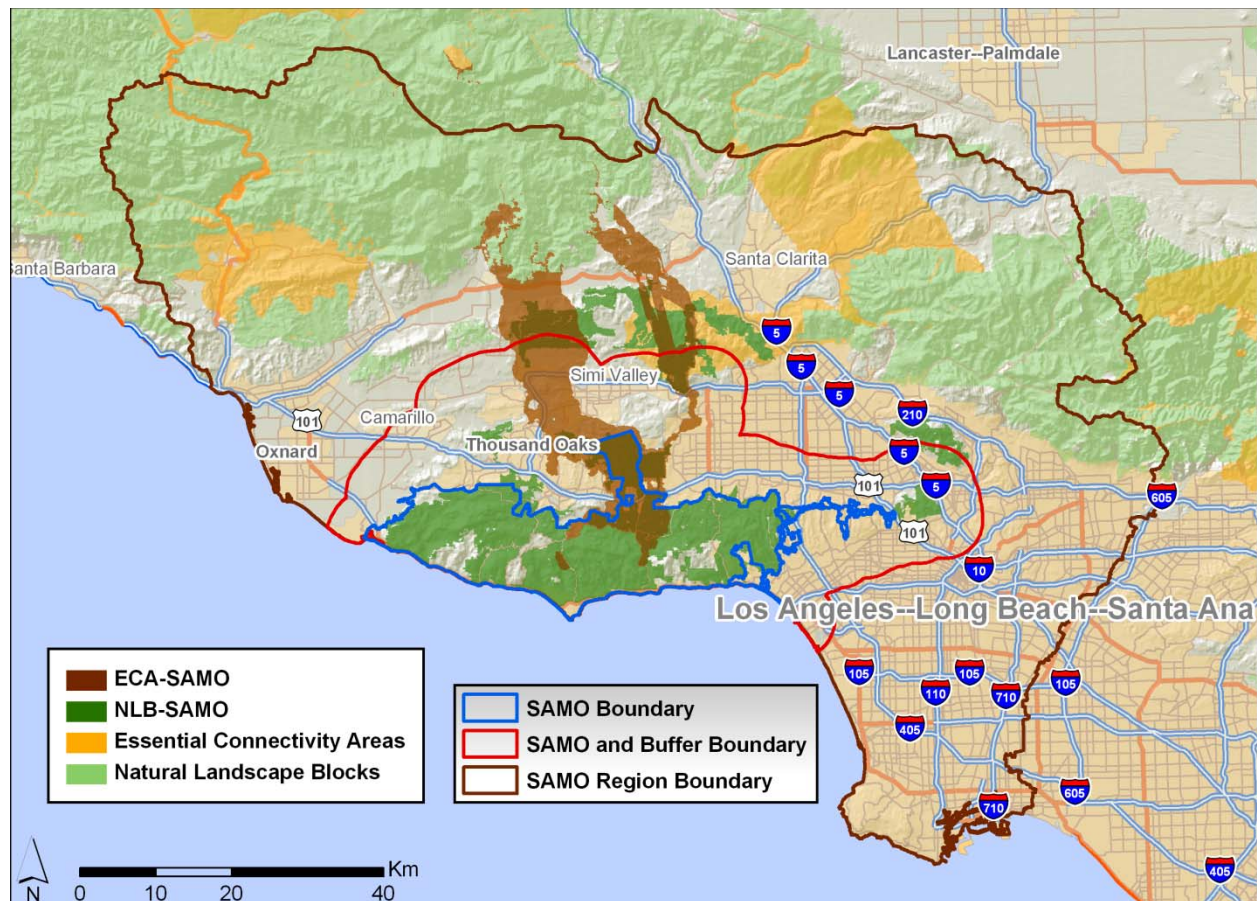 Lancaster--Palmdale
Santa Barbara
Santa Clarita
5
5
Simi Valley
5
210
Camarillo
101
Oxnard
Thousand Oaks
5
101
5
605
101
10
Los Angeles--Long Beach--Santa Ana
105
105
110
710
105
405
605
710
405
ECA-SAMO
NLB-SAMO
Essential Connectivity Areas
Natural Landscape Blocks
SAMO Boundary
SAMO and Buffer Boundary
SAMO Region Boundary
N
Km
0 10 20 40